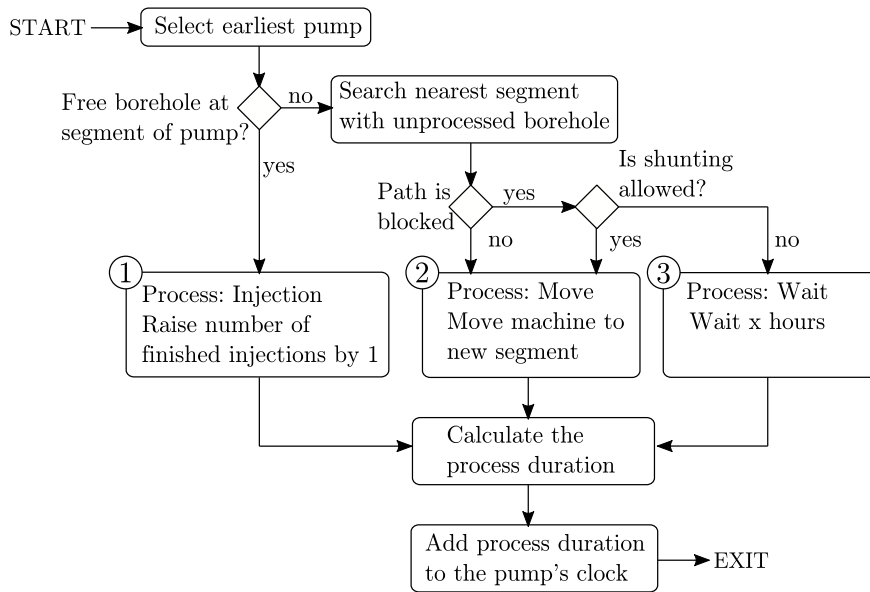 START
Select earliest pump
Free borehole at
segment of pump?
no
yes
Search nearest segment
with unprocessed borehole
Path is
blocked
yes
no
Is shunting
allowed?
yes
no
1
Process: Injection
Raise number of
finished injections by 1
2
Process: Move
Move machine to
new segment
3
Process: Wait
Wait x hours
Calculate the
process duration
Add process duration
to the pump's clock
EXIT